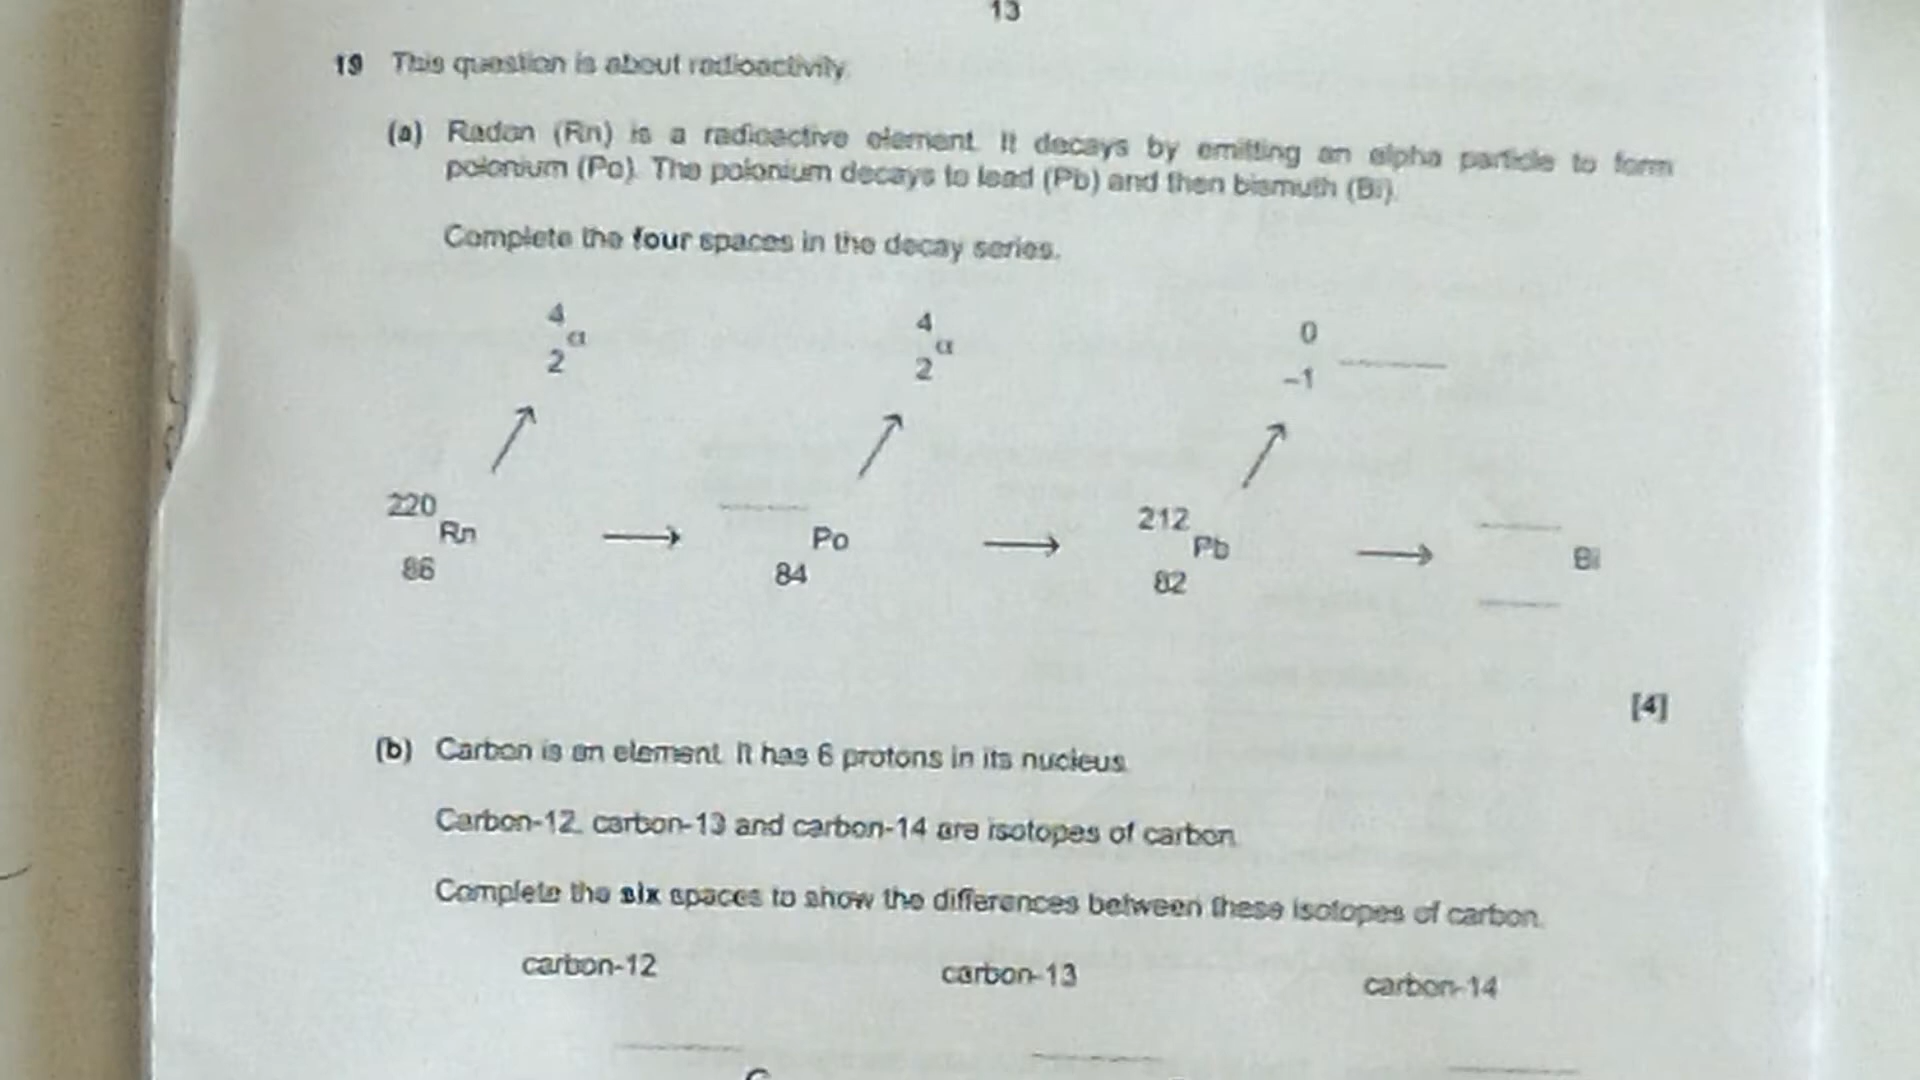 13
19 This question is about radioactivity.
(a) Radon (Rn) is a radioactive element. It decays by emitting an alpha particle to form
polonium (Po). The polonium decays to lead (Pb) and then bismuth (Bi).
Complete the four spaces in the decay series.
4 4 0
α α
2 2 –1
220 212
Rn Po Pb Bi
86 84 82
[4]
(b) Carbon is an element. It has 6 protons in its nucleus.
Carbon-12, carbon-13 and carbon-14 are isotopes of carbon.
Complete the six spaces to show the differences between these isotopes of carbon.
carbon-12 carbon-13 carbon-14